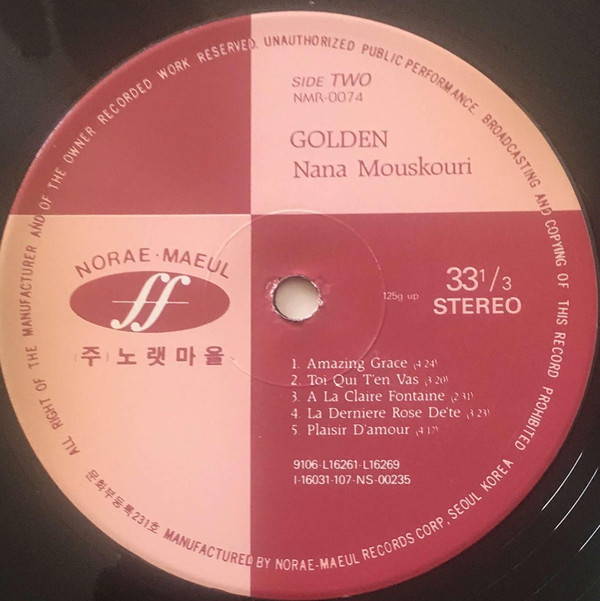 ALL RIGHT OF THE MANUFACTURER AND OF THE OWNER RECORDED WORK RESERVED. UNAUTHORIZED PUBLIC PERFORMANCE. BROADCASTING AND COPYING OF THIS RECORD PROHIBITED
SIDE TWO
NMR-0074
GOLDEN
Nana Mouskouri
NORAE·MAEUL
ff
(주)노랫마을
125g up
33 1/3
STEREO
1. Amazing Grace (4:24)
2. Toi Qui T'en Vas (3:20)
3. A La Claire Fontaine (2:31)
4. La Derniere Rose De'te (3:23)
5. Plaisir D'amour (4:17)
9106-L16261-L16269
I-16031-107-NS-00235
문화부등록231호 MANUFACTURED BY NORAE-MAEUL RECORDS CORP, SEOUL KOREA